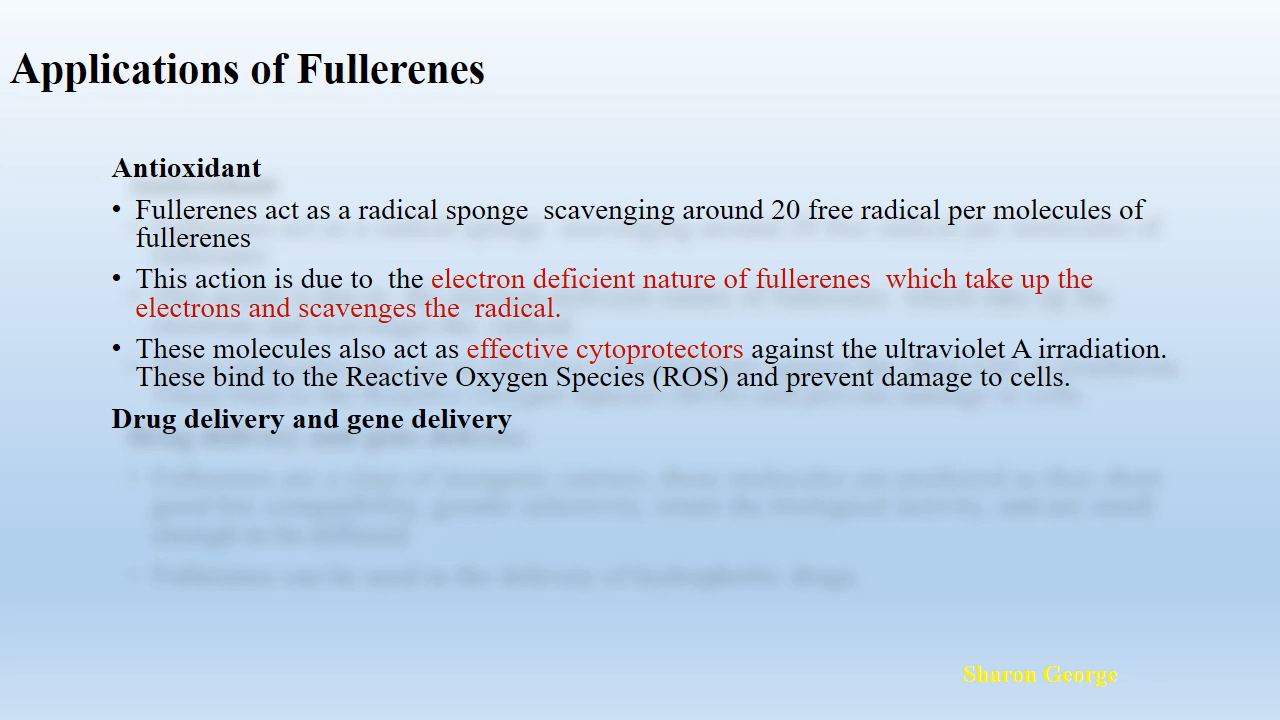 Applications of Fullerenes
Antioxidant
• Fullerenes act as a radical sponge  scavenging around 20 free radical per molecules of
fullerenes
• This action is due to  the electron deficient nature of fullerenes  which take up the
electrons and scavenges the  radical.
• These molecules also act as effective cytoprotectors against the ultraviolet A irradiation.
These bind to the Reactive Oxygen Species (ROS) and prevent damage to cells.
Drug delivery and gene delivery
Sharon George